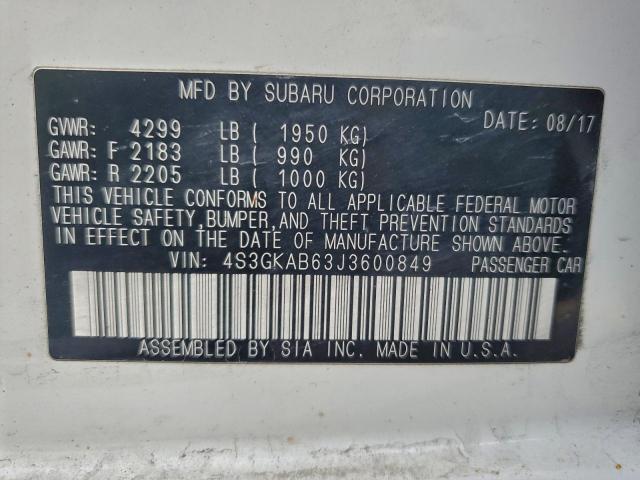 MFD BY SUBARU CORPORATION
DATE: 08/17
GVWR: 4299 LB ( 1950 KG)
GAWR: F 2183 LB ( 990 KG)
GAWR: R 2205 LB ( 1000 KG)
THIS VEHICLE CONFORMS TO ALL APPLICABLE FEDERAL MOTOR
VEHICLE SAFETY, BUMPER, AND THEFT PREVENTION STANDARDS
IN EFFECT ON THE DATE OF MANUFACTURE SHOWN ABOVE.
VIN: 4S3GKAB63J3600849 PASSENGER CAR
ASSEMBLED BY SIA INC. MADE IN U.S.A.